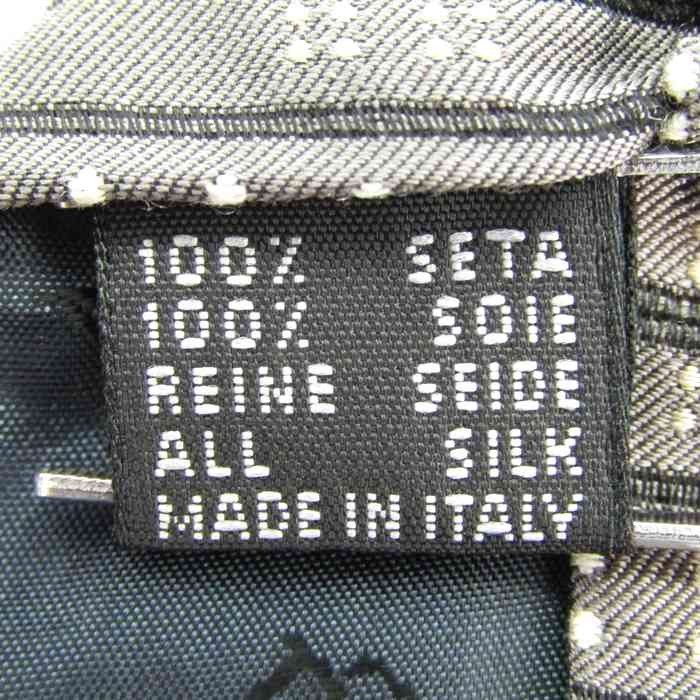 100% SETA
100% SOIE
REINE SEIDE
ALL SILK
MADE IN ITALY